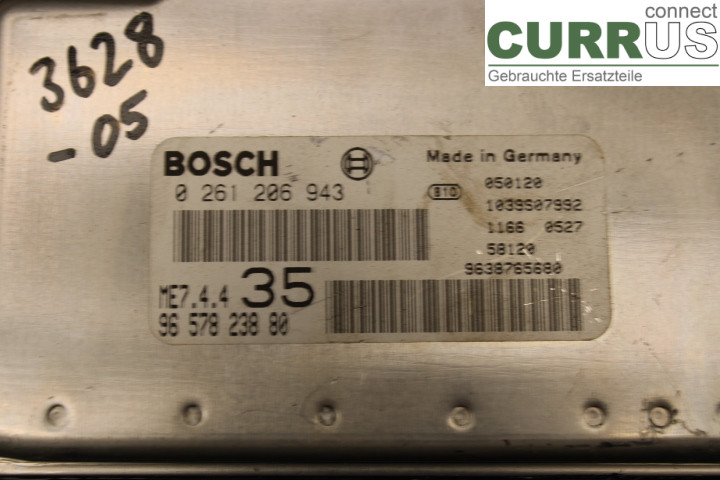 connect
CURRUS
Gebrauchte Ersatzteile
3628
-05
BOSCH
Made in Germany
0 261 206 943
810
050120
1039S07992
1166 0527
58120
9638765680
ME7.4.4 35
96 578 238 80